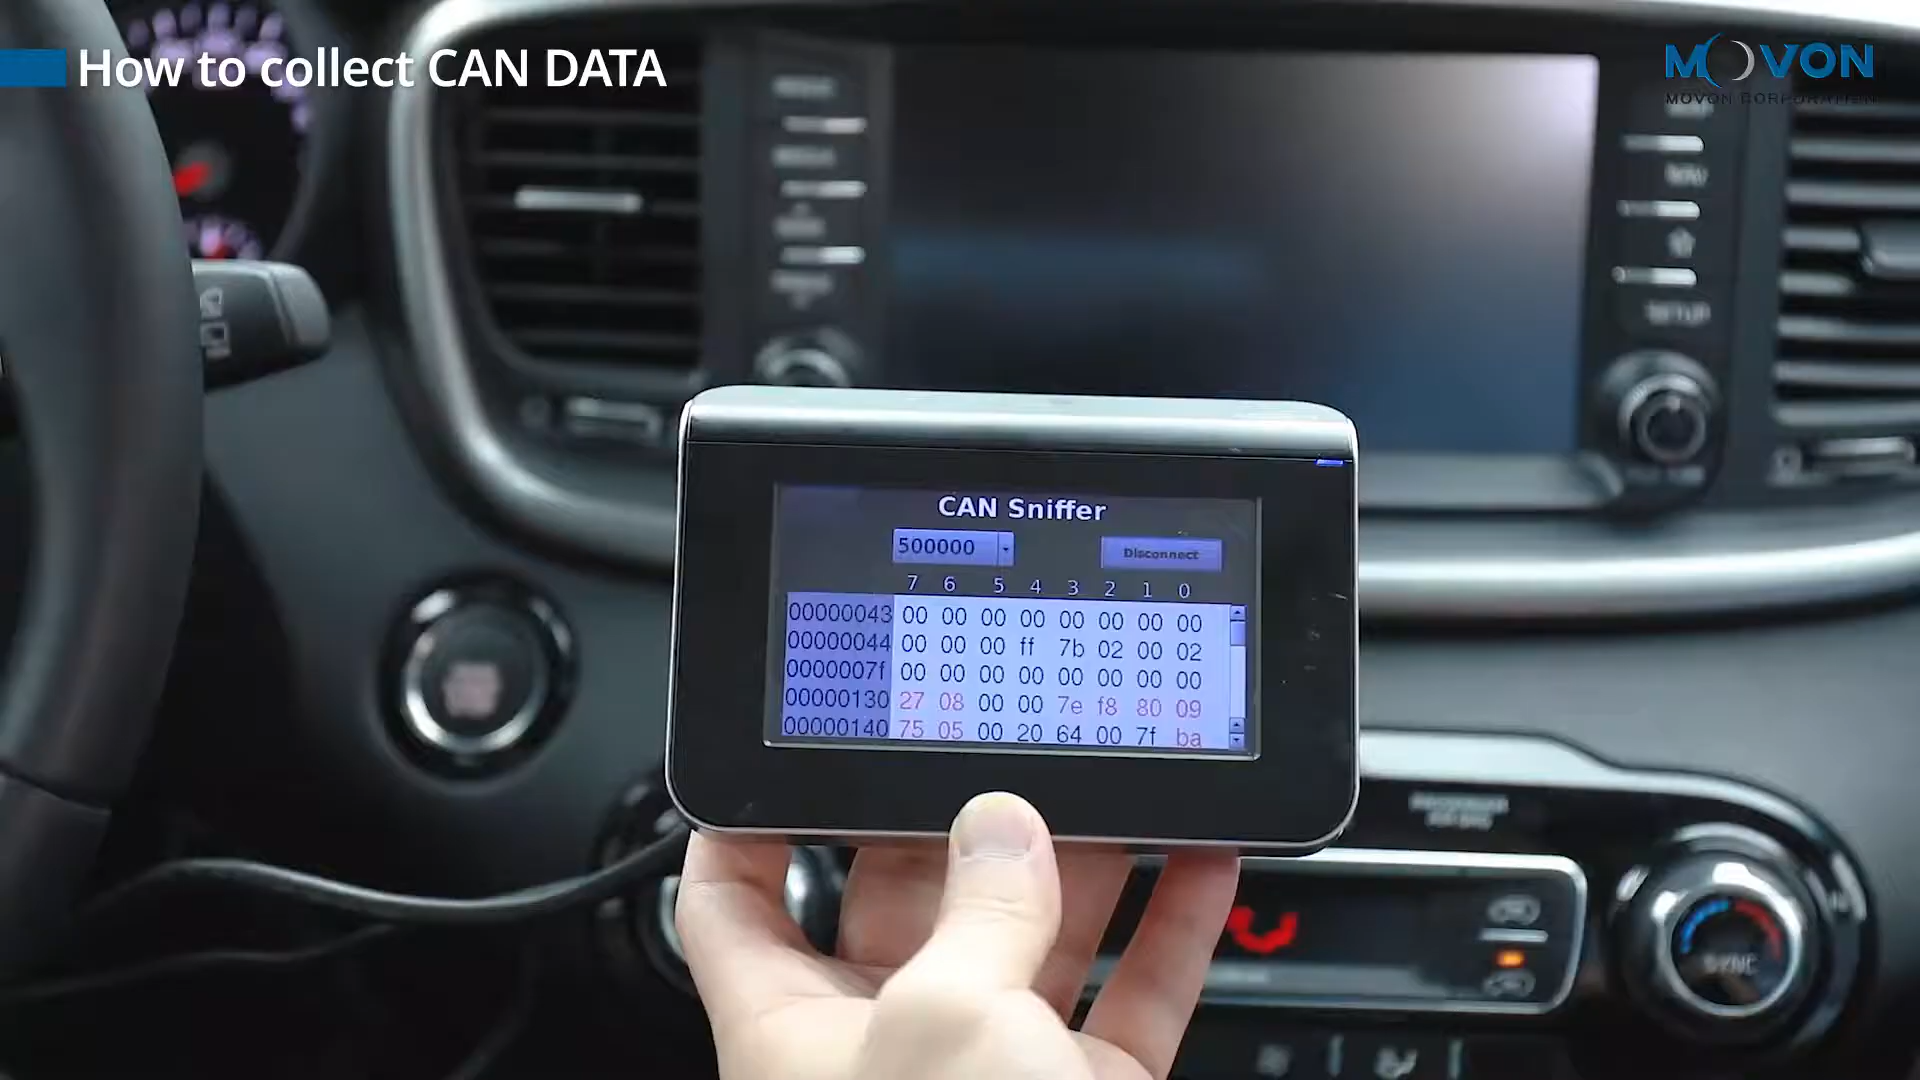 How to collect CAN DATA
MOVON
MOVON CORPORATION
CAN Sniffer
500000
Disconnect
7 6 5 4 3 2 1 0
00000043 00 00 00 00 00 00 00 00
00000044 00 00 00 ff 7b 02 00 02
0000007f 00 00 00 00 00 00 00 00
00000130 27 08 00 00 7e f8 80 09
00000140 75 05 00 20 64 00 7f ba
SETUP
SYNC